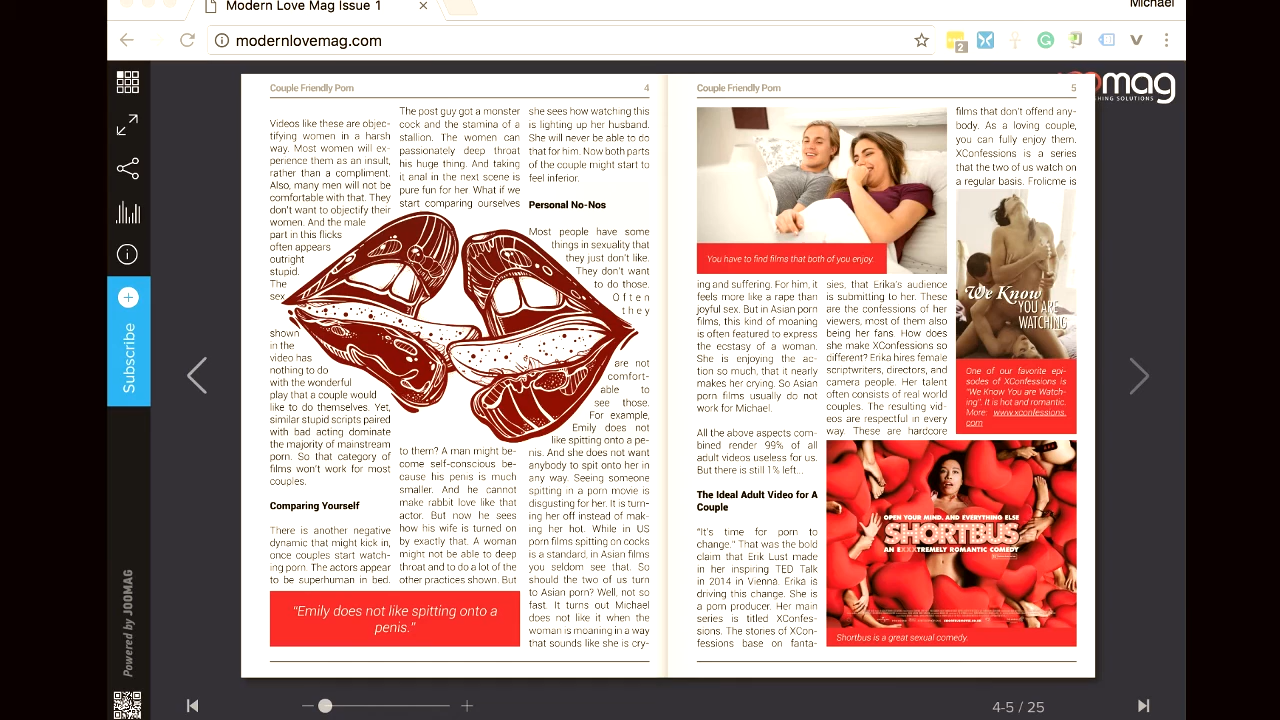 Modern Love Mag Issue 1
Michael
modernlovemag.com
2
Couple Friendly Porn
4
Videos like these are objec-
tifying women in a harsh
way. Most women will ex-
perience them as an insult,
rather than a compliment.
Also, many men will not be
comfortable with that. They
don't want to objectify their
women. And the male
part in this flicks
often appears
outright
stupid.
The
sex
shown
in the
video has
nothing to do
with the wonderful
play that people would
like to do themselves. Yet,
similar stupid scripts paired
with bad acting dominate
the majority of mainstream
porn. So that category of
films won't work for most
couples.
Comparing Yourself
There is another negative
dynamic that might kick in,
once couples start watch-
ing porn. The actors appear
to be superhuman in bed.
The post guy got a monster
cock and the stamina of a
stallion. The women can
passionately deep throat
his huge thing. And taking
it anal in the next scene is
pure fun for her. What if we
start comparing ourselves
to them? A man might be-
come self-conscious be-
cause his penis is much
smaller. And he cannot
make rabbit love like that
actor. But now he sees
how his wife is turned on
by exactly that. A woman
might not be able to deep
throat and to do a lot of the
other practices shown. But
"Emily does not like spitting onto a
penis."
she sees how watching this
is lighting up her husband.
She will never be able to do
that for him. Now both parts
of the couple might start to
feel inferior.
Personal No-Nos
Most people have some
things in sexuality that
they just don't like.
They don't want
to do those.
Often
they
are not
comfort-
able to
see those.
For example,
Emily does not
like spitting onto a pe-
nis. And she does not want
anybody to spit onto her in
any way. Seeing someone
spitting in a porn movie is
disgusting for her. It is turn-
ing her off instead of mak-
ing her hot. While in US
porn films spitting on cocks
is a standard, in Asian films
you seldom see that. So
should the two of us turn
to Asian porn? Well, not so
fast. It turns out Michael
does not like it when the
woman is moaning in a way
that sounds like she is cry-
Couple Friendly Porn
5
joomag
You have to find films that both of you enjoy.
ing and suffering. For him, it
feels more like a rape than
joyful sex. But in Asian porn
films, this kind of moaning
is often featured to express
the ecstasy of a woman.
She is enjoying the ac-
tion so much, that it nearly
makes her crying. So Asian
porn films usually do not
work for Michael.
All the above aspects com-
bined render 99% of all
adult videos useless for us.
But there is still 1% left...
The Ideal Adult Video for A
Couple
"It's time for porn to
change." That was the bold
claim that Erik Lust made
in her inspiring TED Talk
in 2014 in Vienna. Erika is
driving this change. She is
a porn producer. Her main
series is titled XConfes-
sions. The stories of XCon-
fessions base on fanta-
sies, that Erika's audience
is submitting to her. These
are the confessions of her
viewers, most of them also
being her fans. How does
she make XConfessions so
different? Erika hires female
scriptwriters, directors, and
camera people. Her talent
often consists of real world
couples. The resulting vid-
eos are respectful in every
way. These are hardcore
films that don't offend any-
body. As a loving couple,
you can fully enjoy them.
XConfessions is a series
that the two of us watch on
a regular basis. Frolicme is
We Know
YOU ARE
WATCHING
One of our favorite epi-
sodes of XConfessions is
"We Know You are Watch-
ing". It is hot and romantic.
More: www.xconfessions.
com
OPEN YOUR MIND. AND EVERYTHING ELSE
SHORTBUS
AN EXXXTREMELY ROMANTIC COMEDY
Shortbus is a great sexual comedy.
Subscribe
Powered by JOOMAG
4-5 / 25